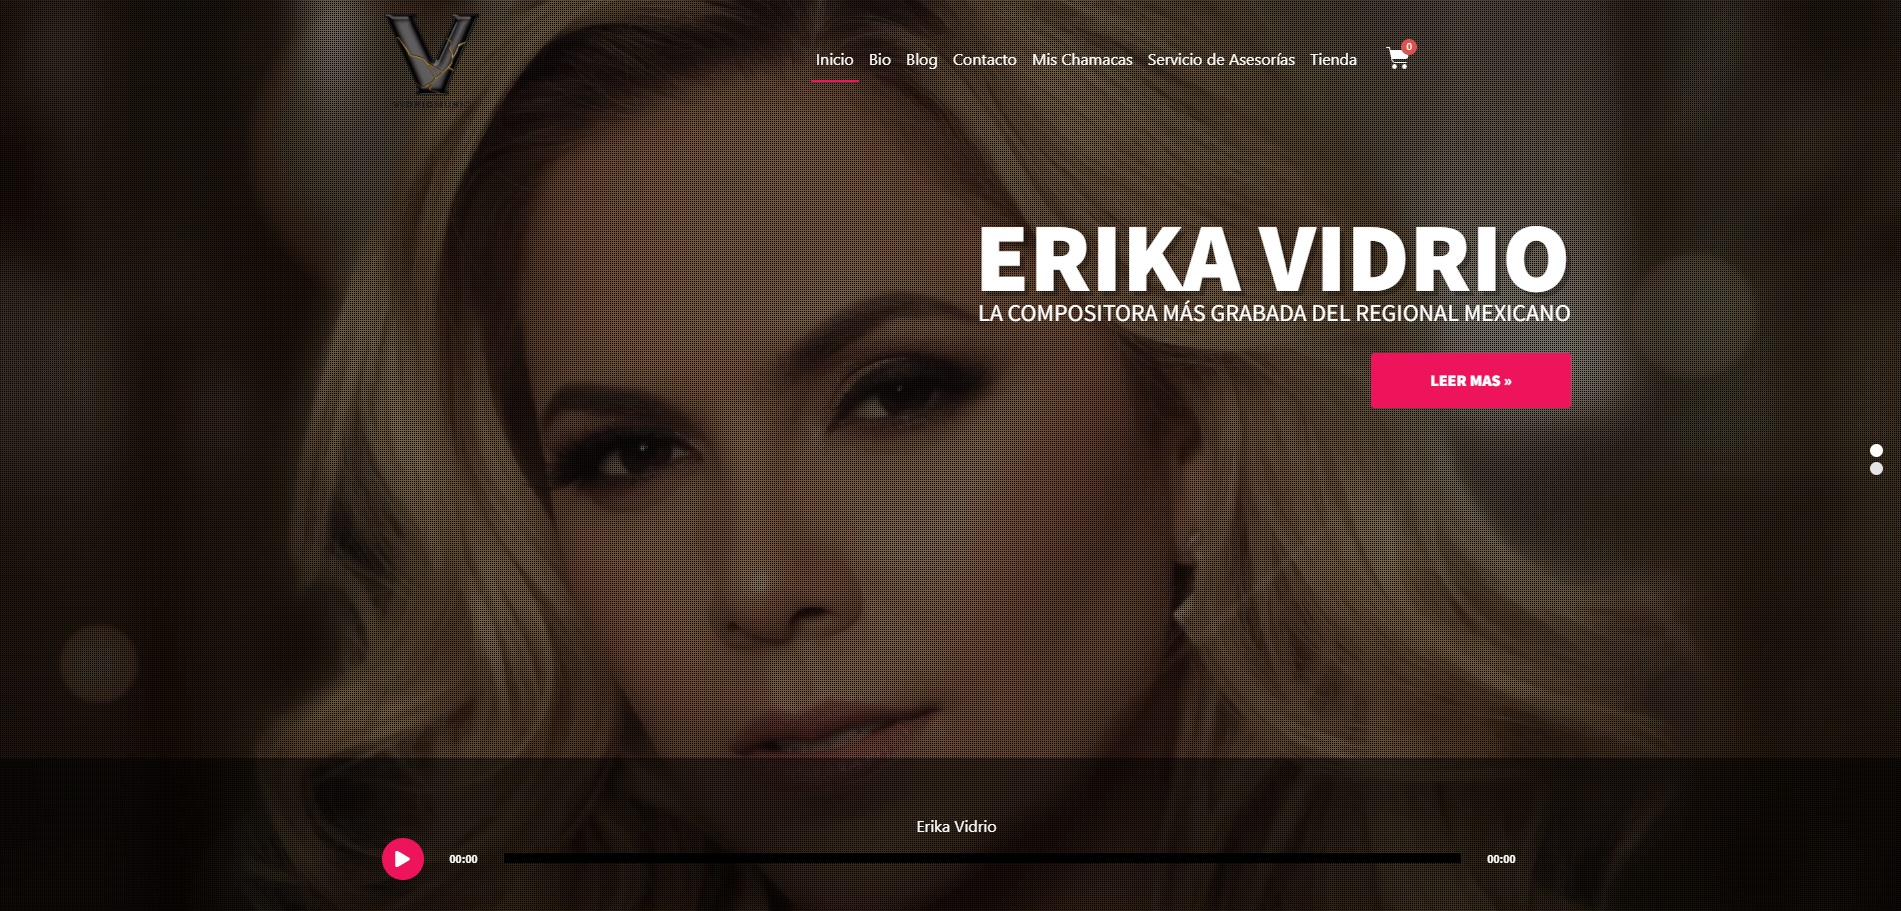 V
VIDRIOMUSIC
Inicio Bio Blog Contacto Mis Chamacas Servicio de Asesorías Tienda 0
ERIKA VIDRIO
LA COMPOSITORA MÁS GRABADA DEL REGIONAL MEXICANO
LEER MAS »
Erika Vidrio
00:00 00:00